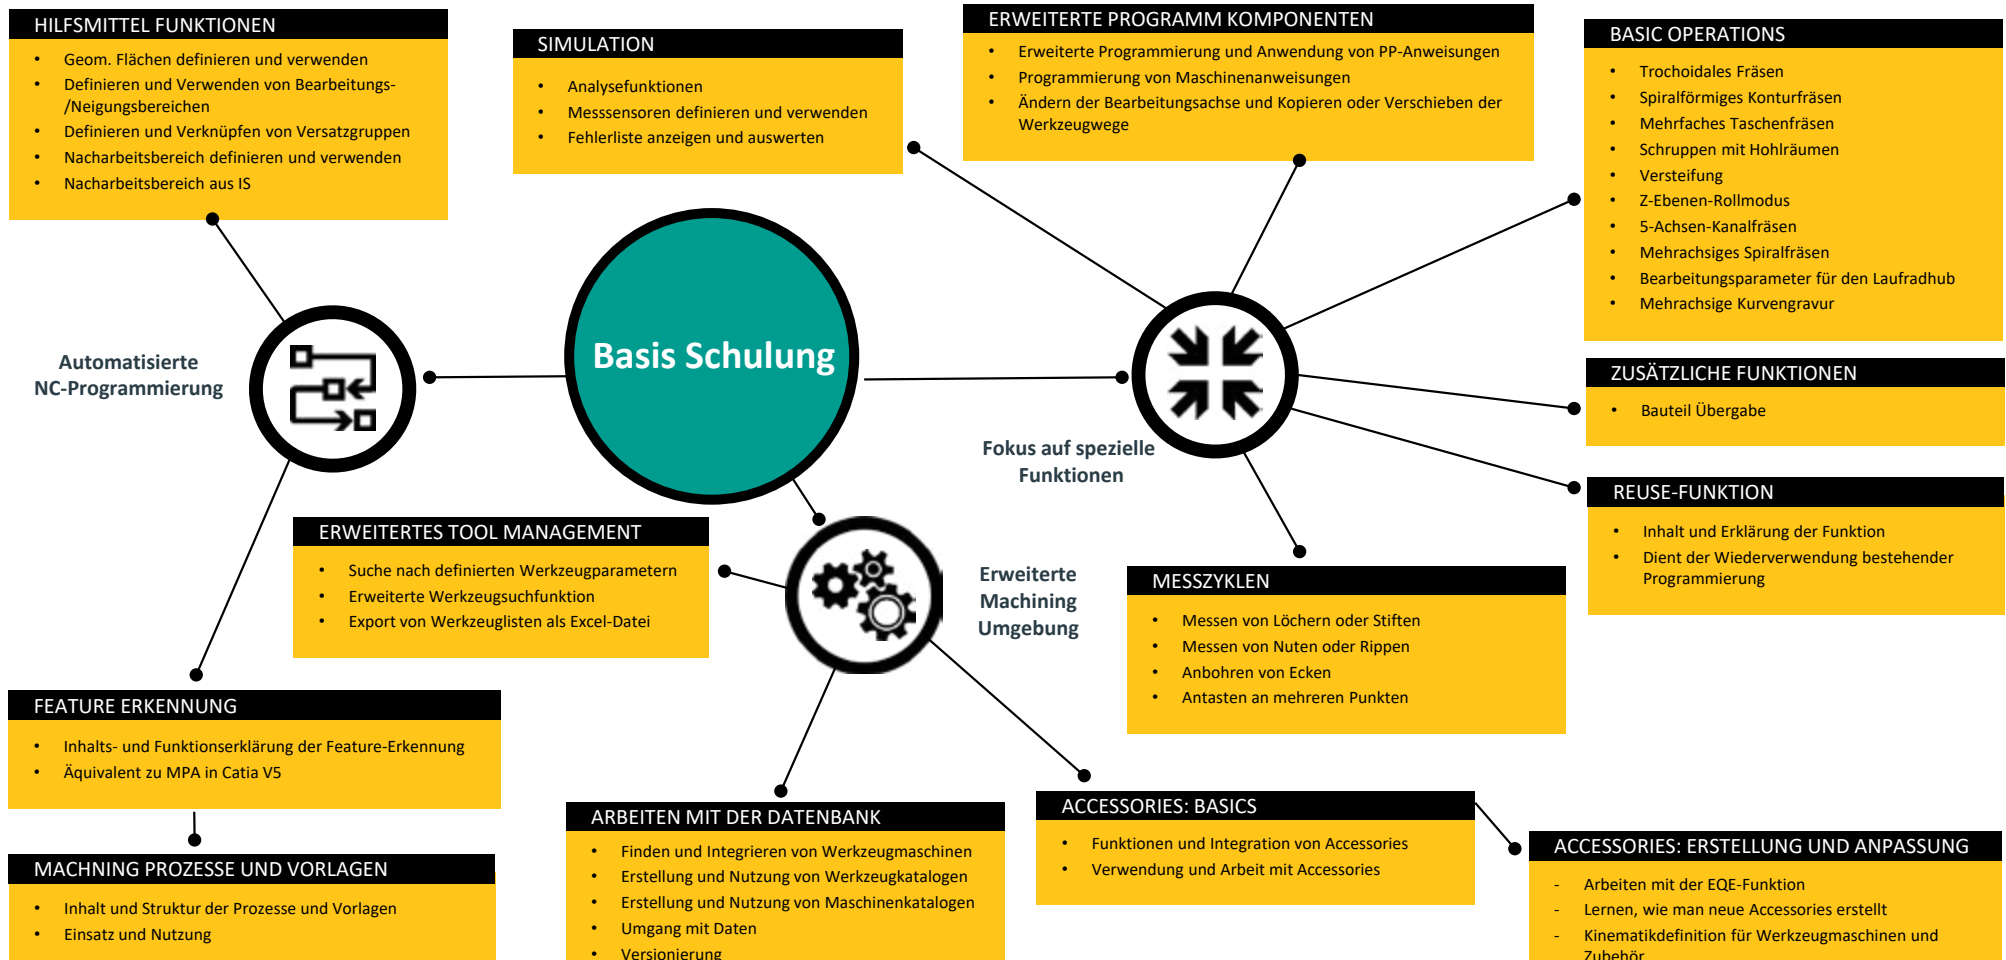 HILFSMITTEL FUNKTIONEN
• Geom. Flächen definieren und verwenden
• Definieren und Verwenden von Bearbeitungs-
/Neigungsbereichen
• Definieren und Verknüpfen von Versatzgruppen
• Nacharbeitsbereich definieren und verwenden
• Nacharbeitsbereich aus IS
SIMULATION
• Analysefunktionen
• Messsensoren definieren und verwenden
• Fehlerliste anzeigen und auswerten
ERWEITERTE PROGRAMM KOMPONENTEN
• Erweiterte Programmierung und Anwendung von PP-Anweisungen
• Programmierung von Maschinenanweisungen
• Ändern der Bearbeitungsachse und Kopieren oder Verschieben der
Werkzeugwege
BASIC OPERATIONS
• Trochoidales Fräsen
• Spiralförmiges Konturfräsen
• Mehrfaches Taschenfräsen
• Schruppen mit Hohlräumen
• Versteifung
• Z-Ebenen-Rollmodus
• 5-Achsen-Kanalfräsen
• Mehrachsiges Spiralfräsen
• Bearbeitungsparameter für den Laufradhub
• Mehrachsige Kurvengravur
Automatisierte
NC-Programmierung
Basis Schulung
Fokus auf spezielle
Funktionen
ZUSÄTZLICHE FUNKTIONEN
• Bauteil Übergabe
REUSE-FUNKTION
• Inhalt und Erklärung der Funktion
• Dient der Wiederverwendung bestehender
Programmierung
ERWEITERTES TOOL MANAGEMENT
• Suche nach definierten Werkzeugparametern
• Erweiterte Werkzeugsuchfunktion
• Export von Werkzeuglisten als Excel-Datei
Erweiterte
Machining
Umgebung
MESSZYKLEN
• Messen von Löchern oder Stiften
• Messen von Nuten oder Rippen
• Anbohren von Ecken
• Antasten an mehreren Punkten
FEATURE ERKENNUNG
• Inhalts- und Funktionserklärung der Feature-Erkennung
• Äquivalent zu MPA in Catia V5
MACHNING PROZESSE UND VORLAGEN
• Inhalt und Struktur der Prozesse und Vorlagen
• Einsatz und Nutzung
ARBEITEN MIT DER DATENBANK
• Finden und Integrieren von Werkzeugmaschinen
• Erstellung und Nutzung von Werkzeugkatalogen
• Erstellung und Nutzung von Maschinenkatalogen
• Umgang mit Daten
• Versionierung
ACCESSORIES: BASICS
• Funktionen und Integration von Accessories
• Verwendung und Arbeit mit Accessories
ACCESSORIES: ERSTELLUNG UND ANPASSUNG
- Arbeiten mit der EQE-Funktion
- Lernen, wie man neue Accessories erstellt
- Kinematikdefinition für Werkzeugmaschinen und
Zubehör